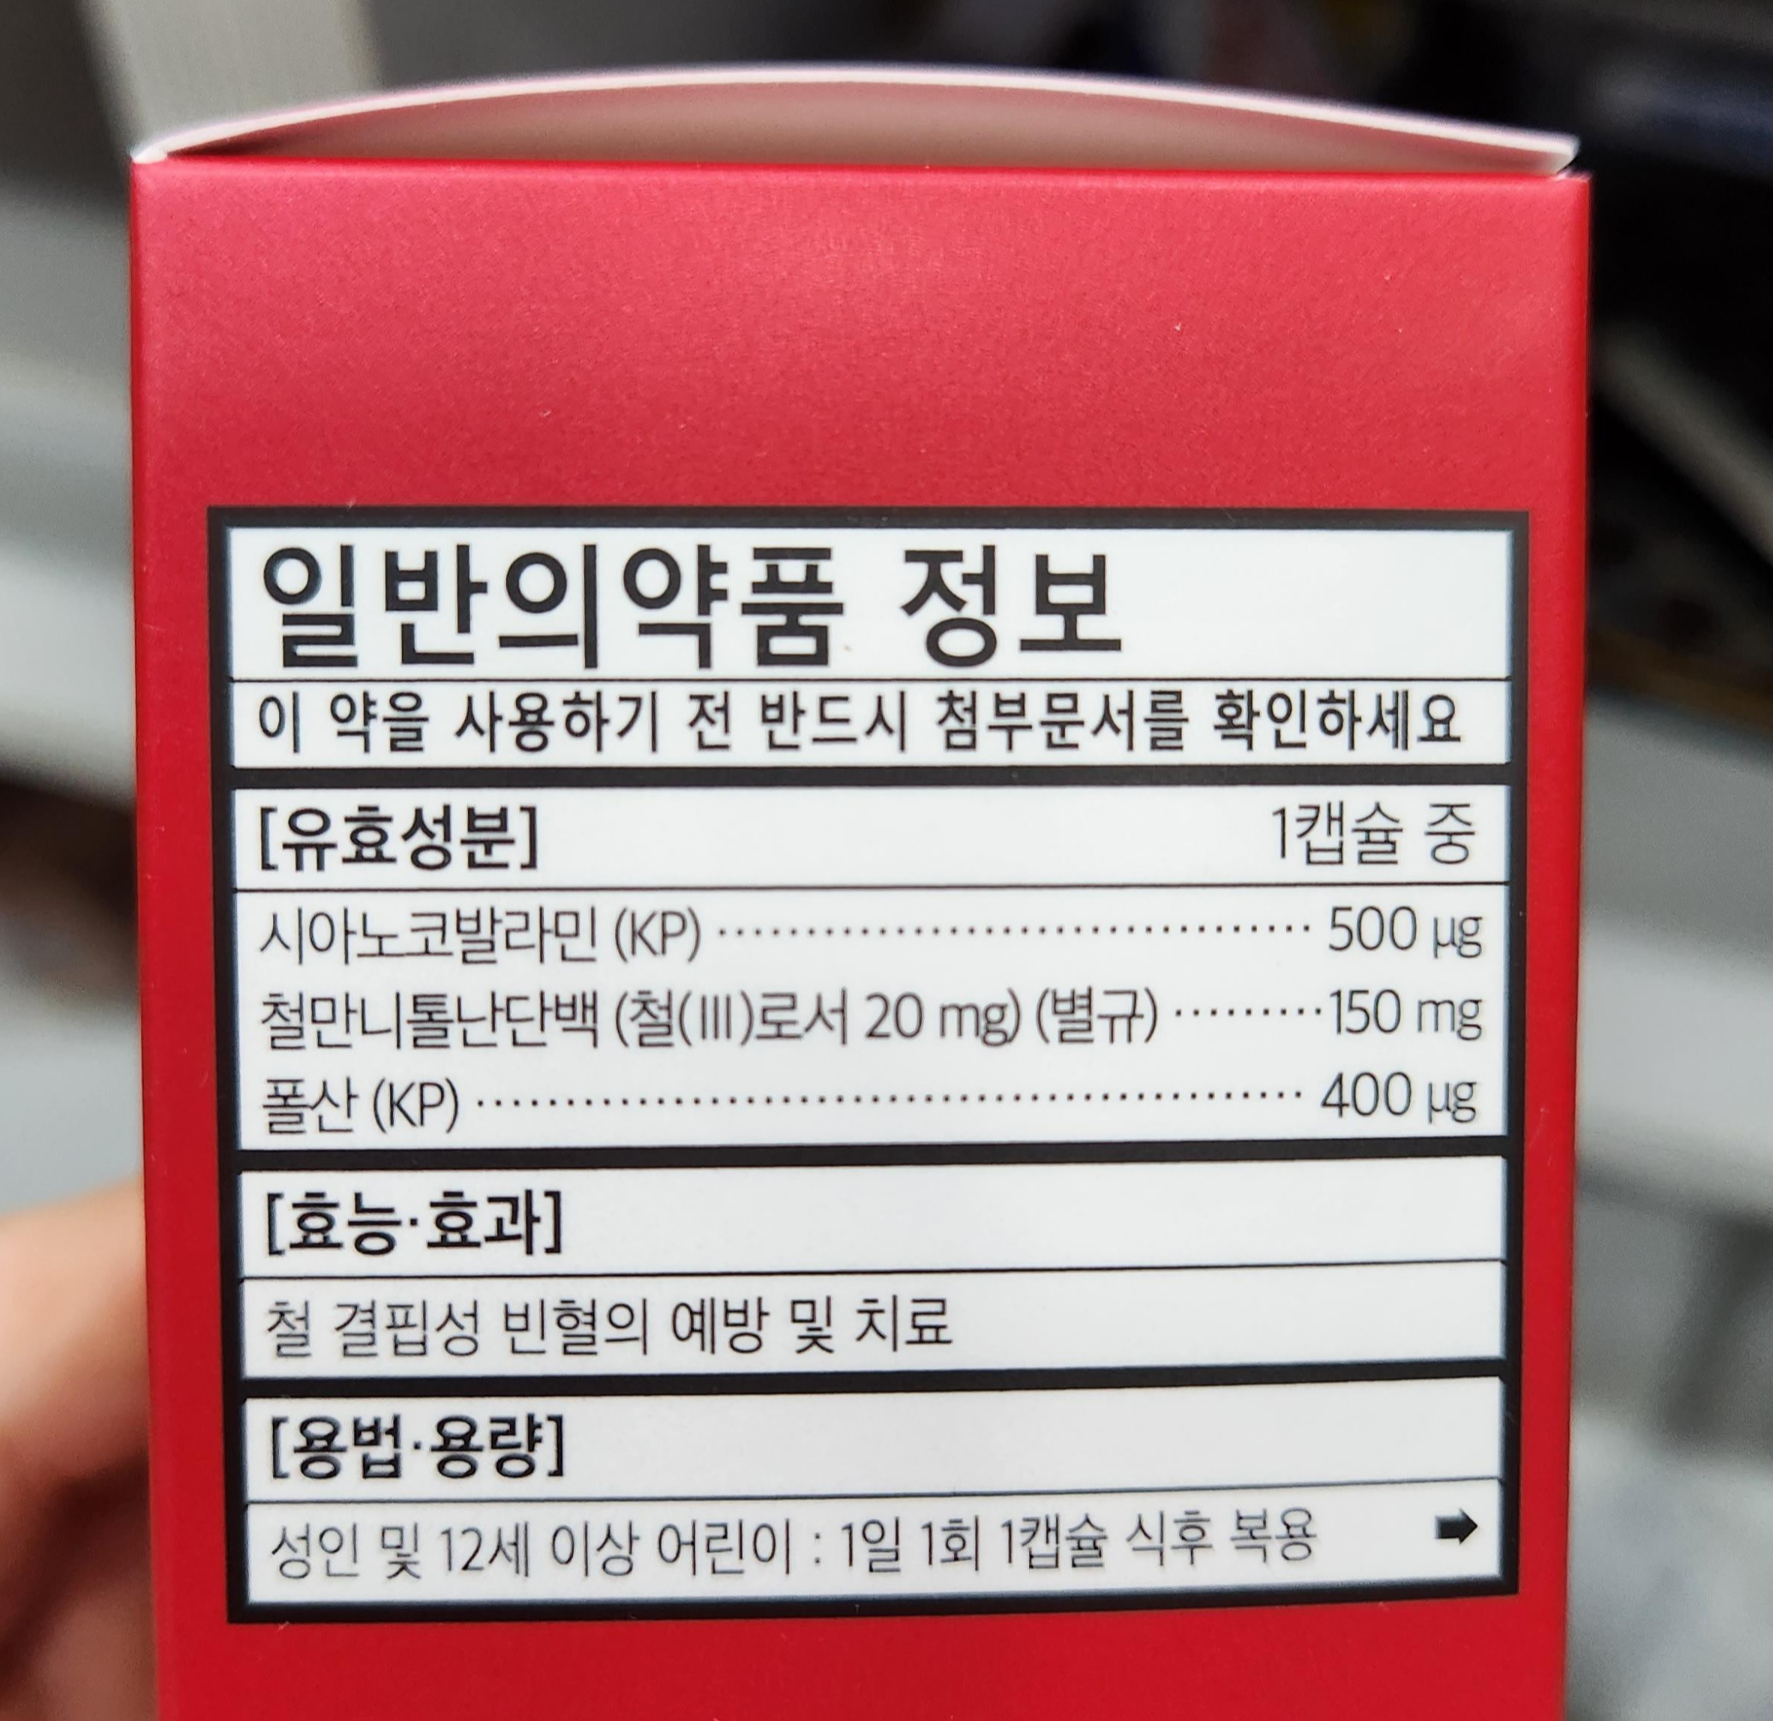 일반의약품 정보
이 약을 사용하기 전 반드시 첨부문서를 확인하세요
[유효성분] 1캡슐 중
시아노코발라민 (KP) ································· 500 µg
철만니톨난단백 (철(III)로서 20 mg) (별규) ·········150 mg
폴산 (KP) ·············································· 400 µg
[효능·효과]
철 결핍성 빈혈의 예방 및 치료
[용법·용량]
성인 및 12세 이상 어린이 : 1일 1회 1캡슐 식후 복용 ➡